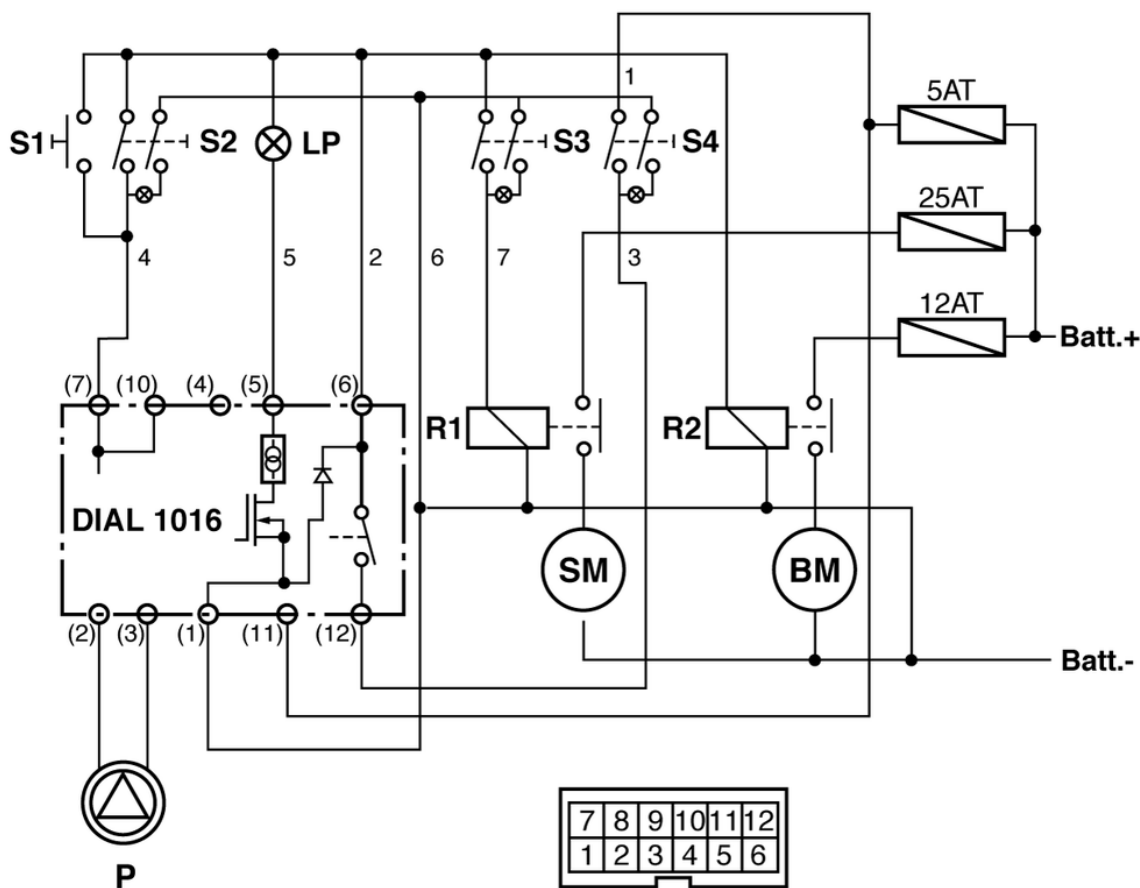 1
5AT
S1
S2
LP
S3
S4
25AT
4
5
2
6
7
3
12AT
Batt.+
(7)
(10)
(4)
(5)
(6)
R1
R2
DIAL 1016
SM
BM
(2)
(3)
(1)
(11)
(12)
Batt.-
7 8 9 10 11 12
1 2 3 4 5 6
P